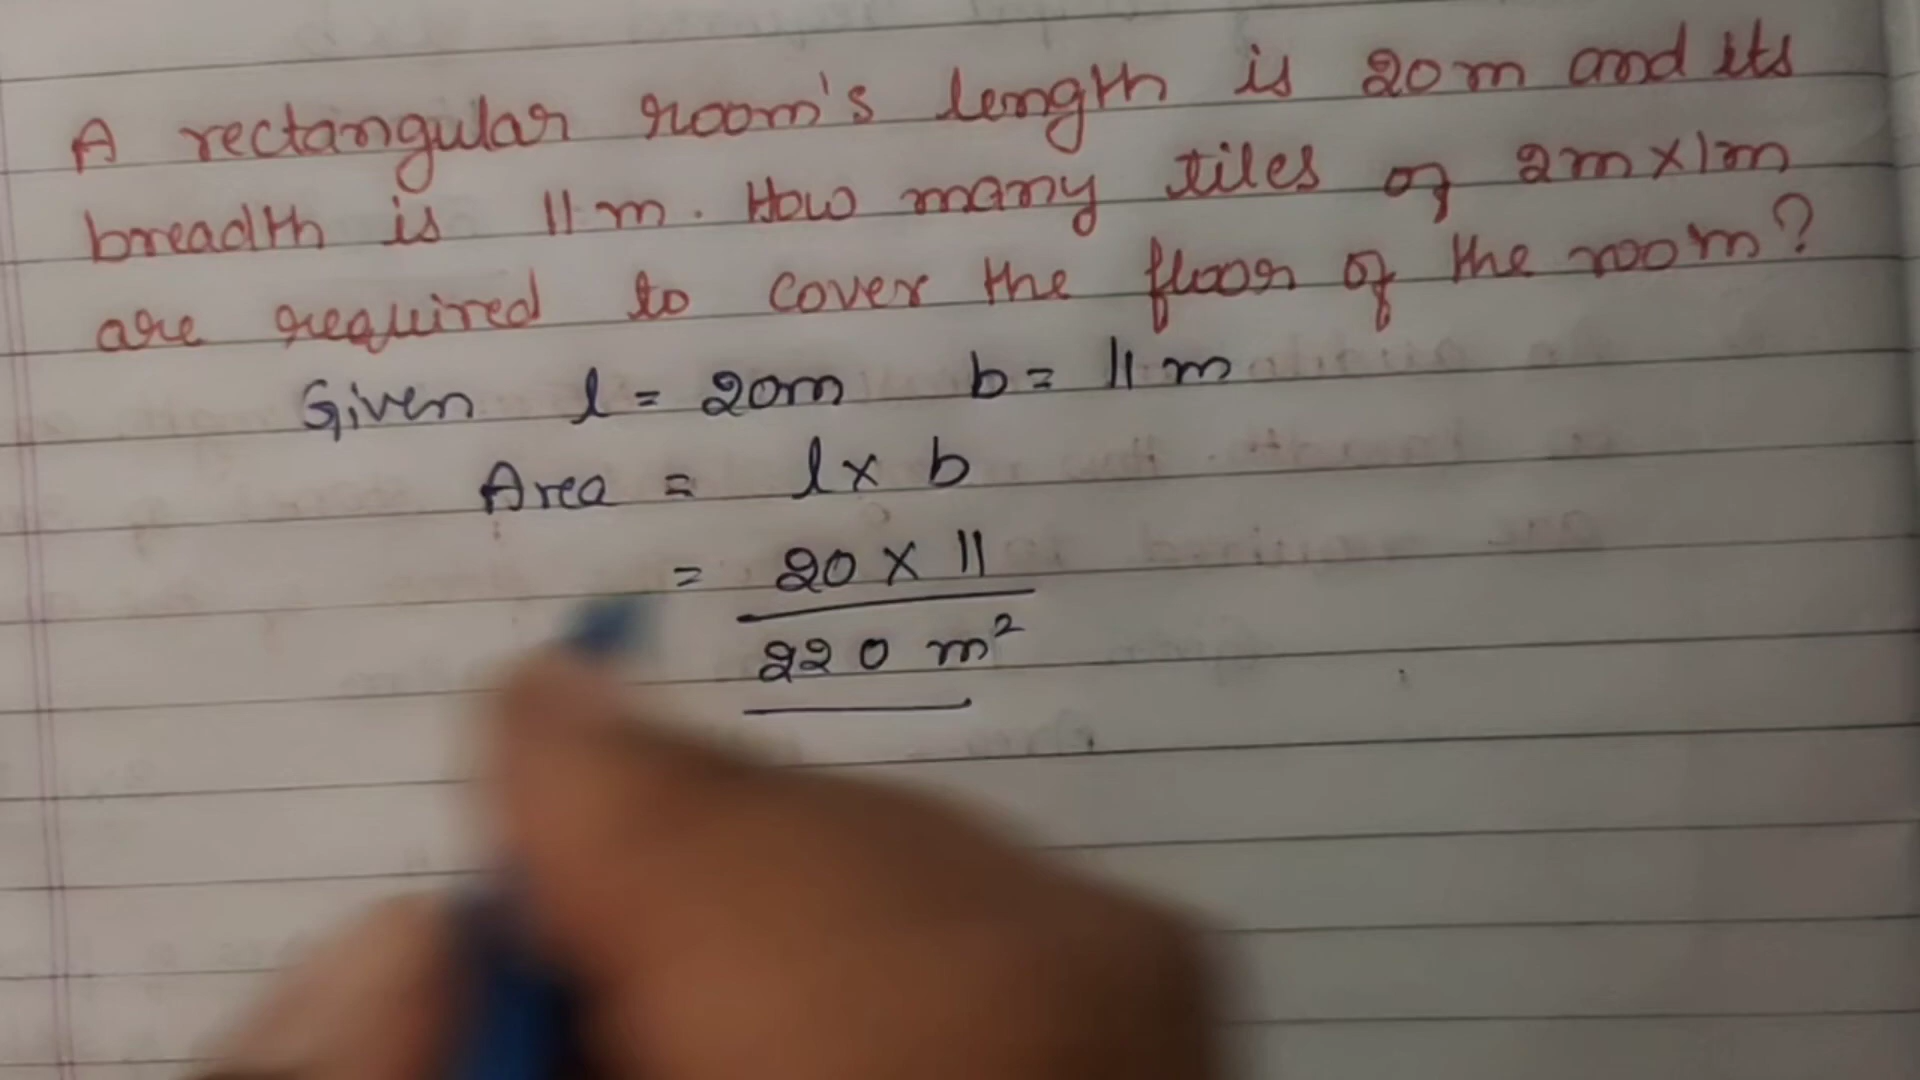 A rectangular room's length is 20m and its
breadth is 11m. How many tiles of 2m×1m
are required to cover the floor of the room?
Given l = 20m b = 11m
Area = l × b
= 20 × 11
220 m²